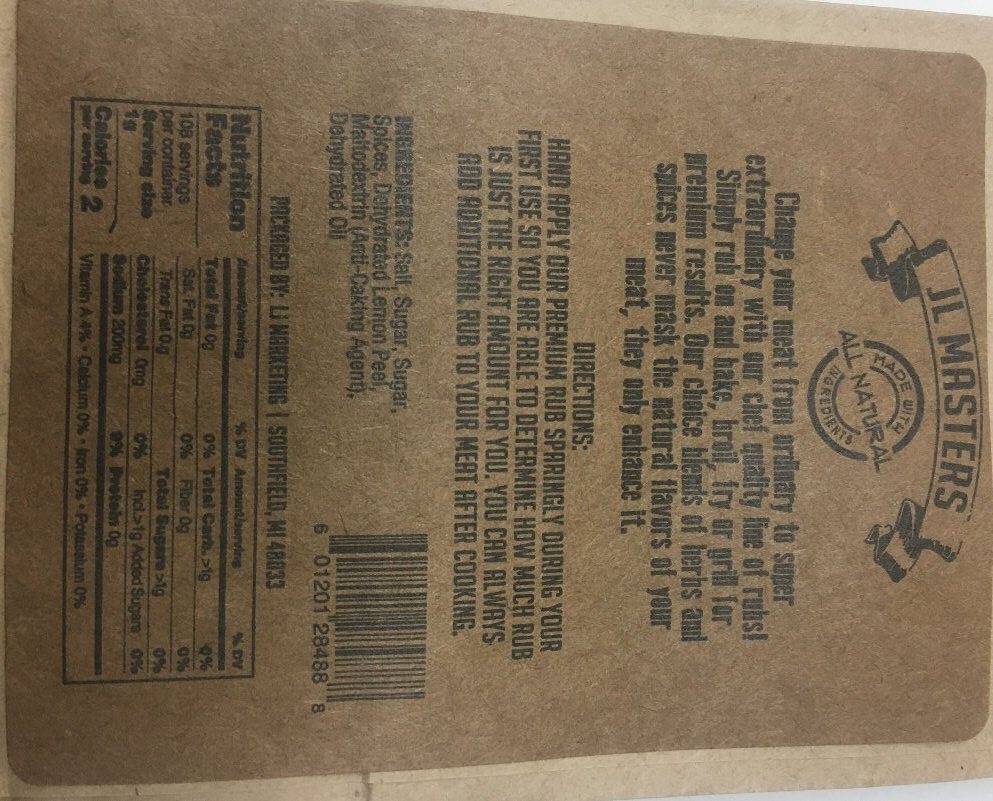 JL MASTERS
MADE WITH
ALL NATURAL
INGREDIENTS
Change your meat from ordinary to super
extraordinary with our chef quality line of rubs!
Simply rub on and bake, broil, fry or grill for
premium results. Our choice blends of herbs and
spices never mask the natural flavors of your
meat, they only enhance it.
DIRECTIONS:
HAND APPLY OUR PREMIUM RUB SPARINGLY DURING YOUR
FIRST USE SO YOU ARE ABLE TO DETERMINE HOW MUCH RUB
IS JUST THE RIGHT AMOUNT FOR YOU. YOU CAN ALWAYS
ADD ADDITIONAL RUB TO YOUR MEAT AFTER COOKING.
INGREDIENTS: Salt, Sugar, Sugar,
Spices, Dehydrated Lemon Peel,
Maltodextrin (Anti-Caking Agent),
Dehydrated Oil
6 01201 28488 8
PACKAGED BY: LJ MARKETING | SOUTHFIELD, MI 48033
Nutrition
Facts
108 servings
per container
Serving size
1g
Calories 2
per serving
Amount/serving % DV Amount/serving % DV
Total Fat 0g 0% Total Carb. >1g 0%
Sat. Fat 0g 0% Fiber 0g 0%
Trans Fat 0g Total Sugars >1g 0%
Cholesterol 0mg 0% Incl. >1g Added Sugars 0%
Sodium 200mg 9% Protein 0g
Vitamin A 4% • Calcium 0% • Iron 0% • Potassium 0%